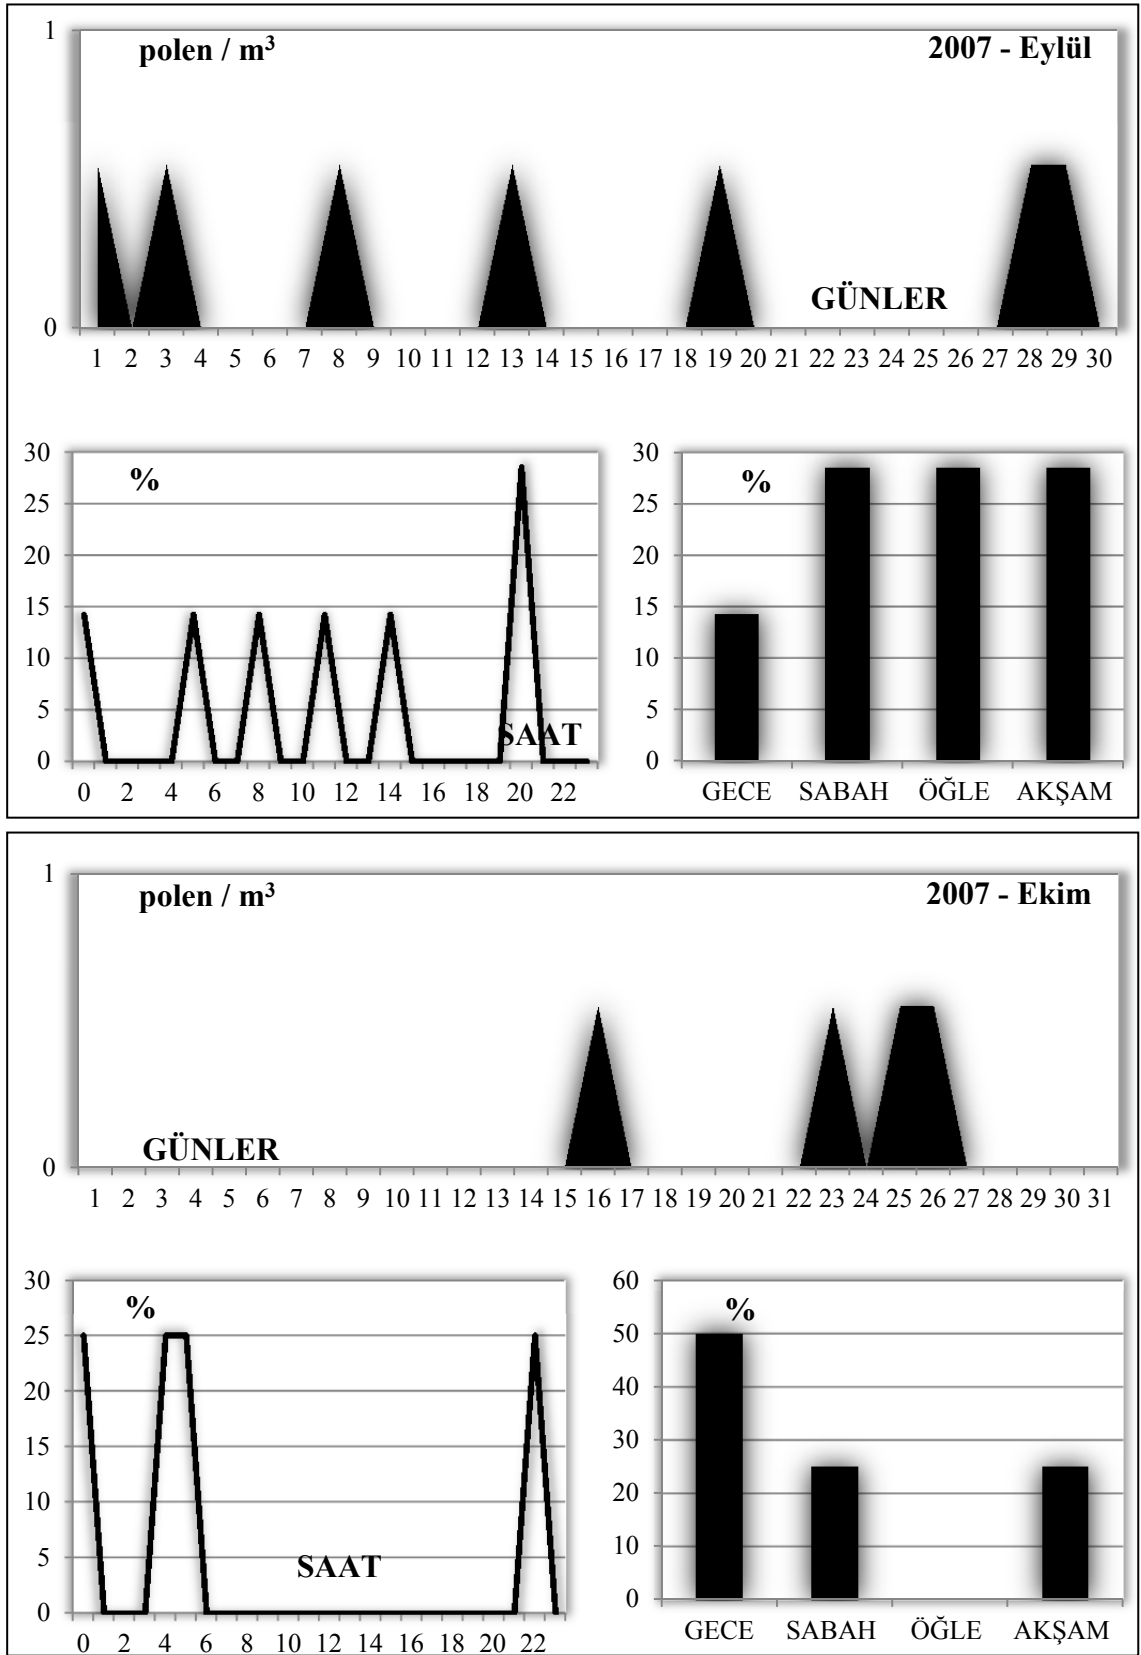 1
polen / m³
2007 - Eylül
GÜNLER
0
1 2 3 4 5 6 7 8 9 10 11 12 13 14 15 16 17 18 19 20 21 22 23 24 25 26 27 28 29 30
30
25
20
15
10
5
0
%
SAAT
0 2 4 6 8 10 12 14 16 18 20 22
30
25
20
15
10
5
0
%
GECE SABAH ÖĞLE AKŞAM
1
polen / m³
2007 - Ekim
GÜNLER
0
1 2 3 4 5 6 7 8 9 10 11 12 13 14 15 16 17 18 19 20 21 22 23 24 25 26 27 28 29 30 31
30
25
20
15
10
5
0
%
SAAT
0 2 4 6 8 10 12 14 16 18 20 22
60
50
40
30
20
10
0
%
GECE SABAH ÖĞLE AKŞAM